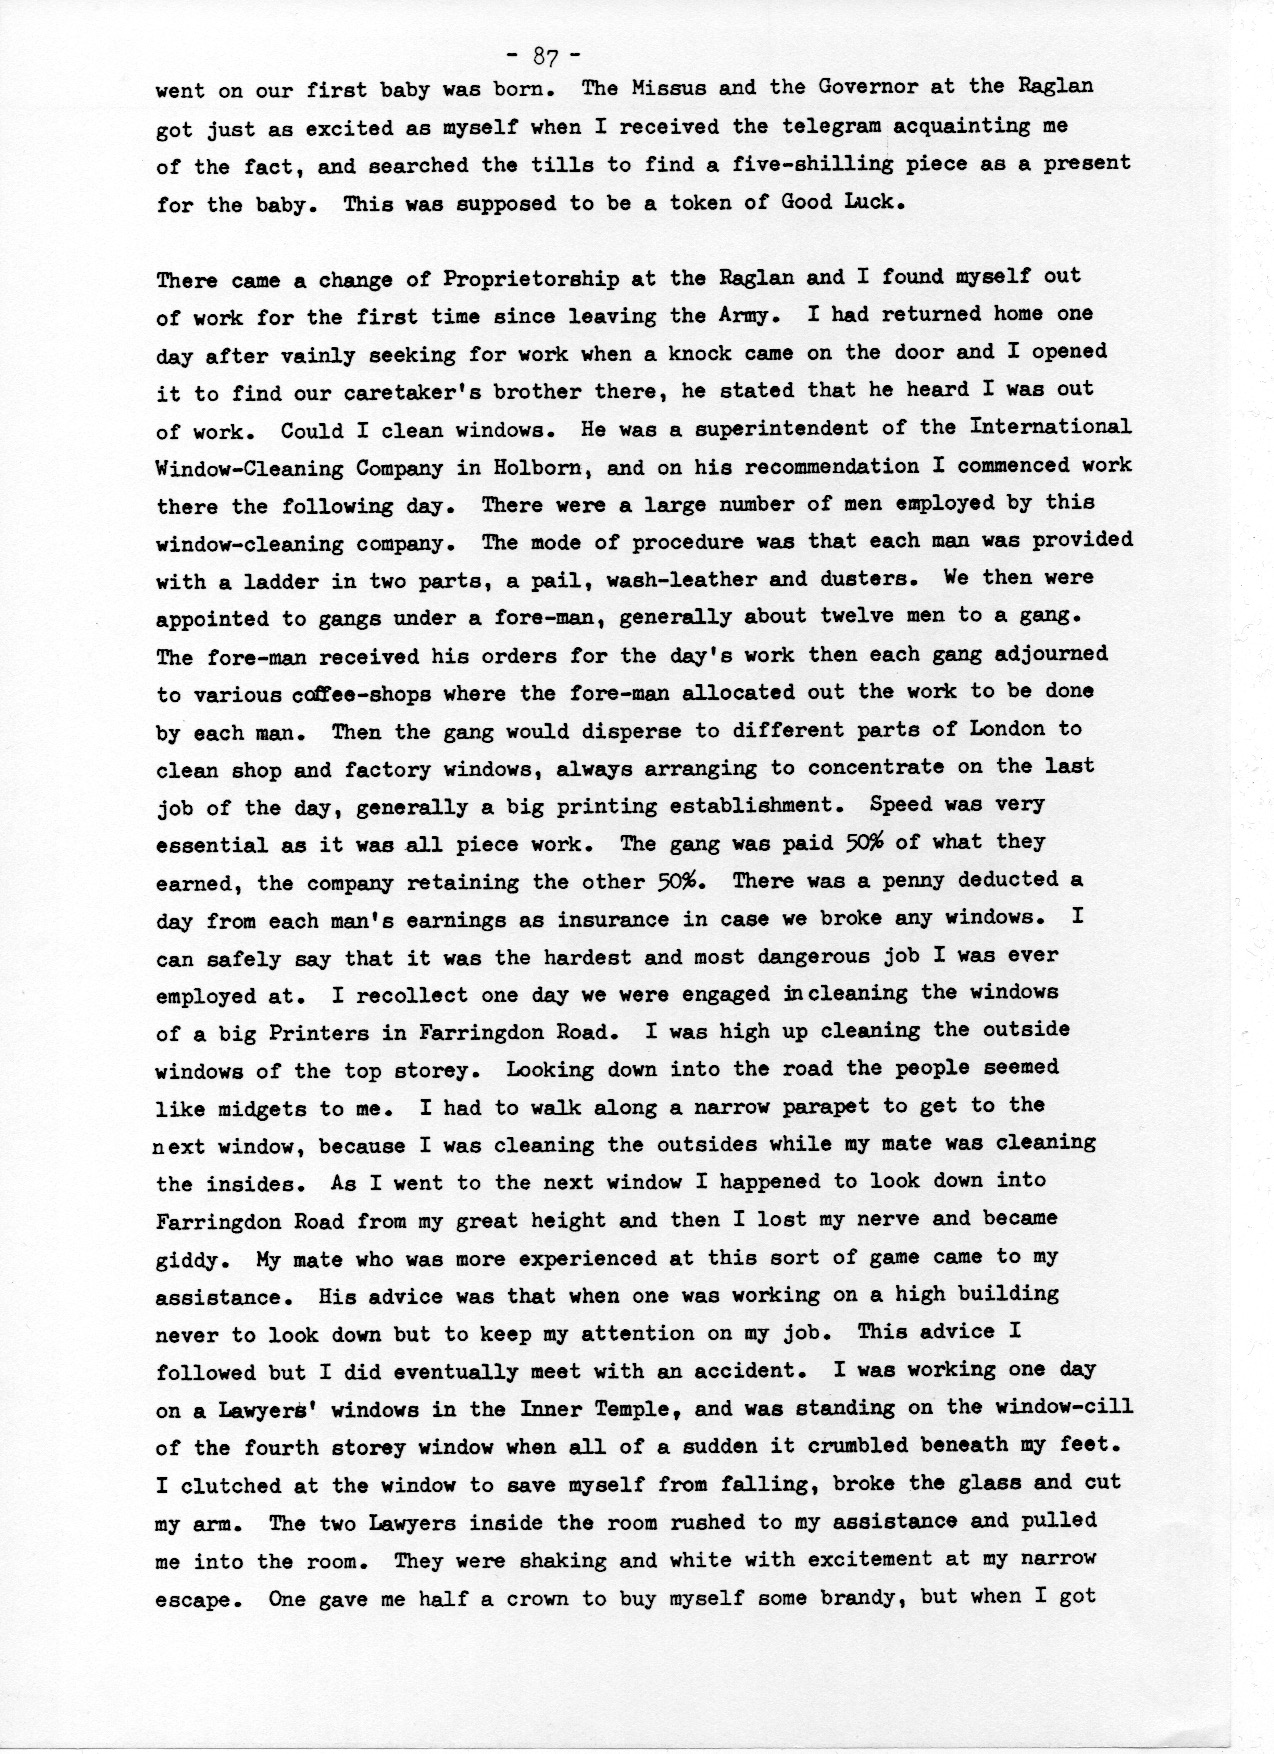 - 87 -
went on our first baby was born. The Missus and the Governor at the Raglan
got just as excited as myself when I received the telegram acquainting me
of the fact, and searched the tills to find a five-shilling piece as a present
for the baby. This was supposed to be a token of Good Luck.
There came a change of Proprietorship at the Raglan and I found myself out
of work for the first time since leaving the Army. I had returned home one
day after vainly seeking for work when a knock came on the door and I opened
it to find our caretaker's brother there, he stated that he heard I was out
of work. Could I clean windows. He was a superintendent of the International
Window-Cleaning Company in Holborn, and on his recommendation I commenced work
there the following day. There were a large number of men employed by this
window-cleaning company. The mode of procedure was that each man was provided
with a ladder in two parts, a pail, wash-leather and dusters. We then were
appointed to gangs under a fore-man, generally about twelve men to a gang.
The fore-man received his orders for the day's work then each gang adjourned
to various coffee-shops where the fore-man allocated out the work to be done
by each man. Then the gang would disperse to different parts of London to
clean shop and factory windows, always arranging to concentrate on the last
job of the day, generally a big printing establishment. Speed was very
essential as it was all piece work. The gang was paid 50% of what they
earned, the company retaining the other 50%. There was a penny deducted a
day from each man's earnings as insurance in case we broke any windows. I
can safely say that it was the hardest and most dangerous job I was ever
employed at. I recollect one day we were engaged in cleaning the windows
of a big Printers in Farringdon Road. I was high up cleaning the outside
windows of the top storey. Looking down into the road the people seemed
like midgets to me. I had to walk along a narrow parapet to get to the
next window, because I was cleaning the outsides while my mate was cleaning
the insides. As I went to the next window I happened to look down into
Farringdon Road from my great height and then I lost my nerve and became
giddy. My mate who was more experienced at this sort of game came to my
assistance. His advice was that when one was working on a high building
never to look down but to keep my attention on my job. This advice I
followed but I did eventually meet with an accident. I was working one day
on a Lawyers' windows in the Inner Temple, and was standing on the window-cill
of the fourth storey window when all of a sudden it crumbled beneath my feet.
I clutched at the window to save myself from falling, broke the glass and cut
my arm. The two Lawyers inside the room rushed to my assistance and pulled
me into the room. They were shaking and white with excitement at my narrow
escape. One gave me half a crown to buy myself some brandy, but when I got